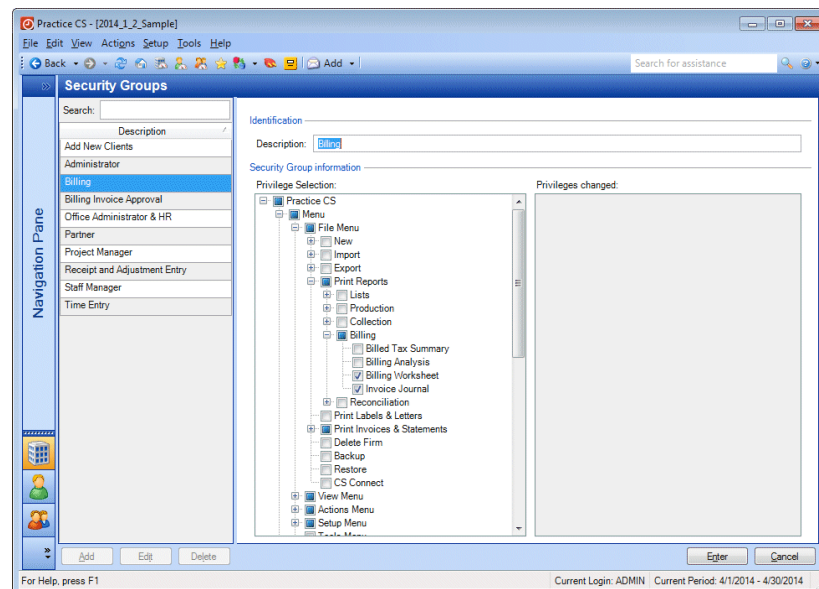 Practice CS - [2014_1_2_Sample]
File Edit View Actions Setup Tools Help
Back Add Search for assistance
Security Groups
Search:
Description
Add New Clients
Administrator
Billing
Billing Invoice Approval
Office Administrator & HR
Partner
Project Manager
Receipt and Adjustment Entry
Staff Manager
Time Entry
Navigation Pane
Identification
Description: Billing
Security Group information
Privilege Selection: Privileges changed:
Practice CS
Menu
File Menu
New
Import
Export
Print Reports
Lists
Production
Collection
Billing
Billed Tax Summary
Billing Analysis
Billing Worksheet
Invoice Journal
Reconciliation
Print Labels & Letters
Print Invoices & Statements
Delete Firm
Backup
Restore
CS Connect
View Menu
Actions Menu
Setup Menu
Tools Menu
Add Edit Delete Enter Cancel
For Help, press F1 Current Login: ADMIN Current Period: 4/1/2014 - 4/30/2014